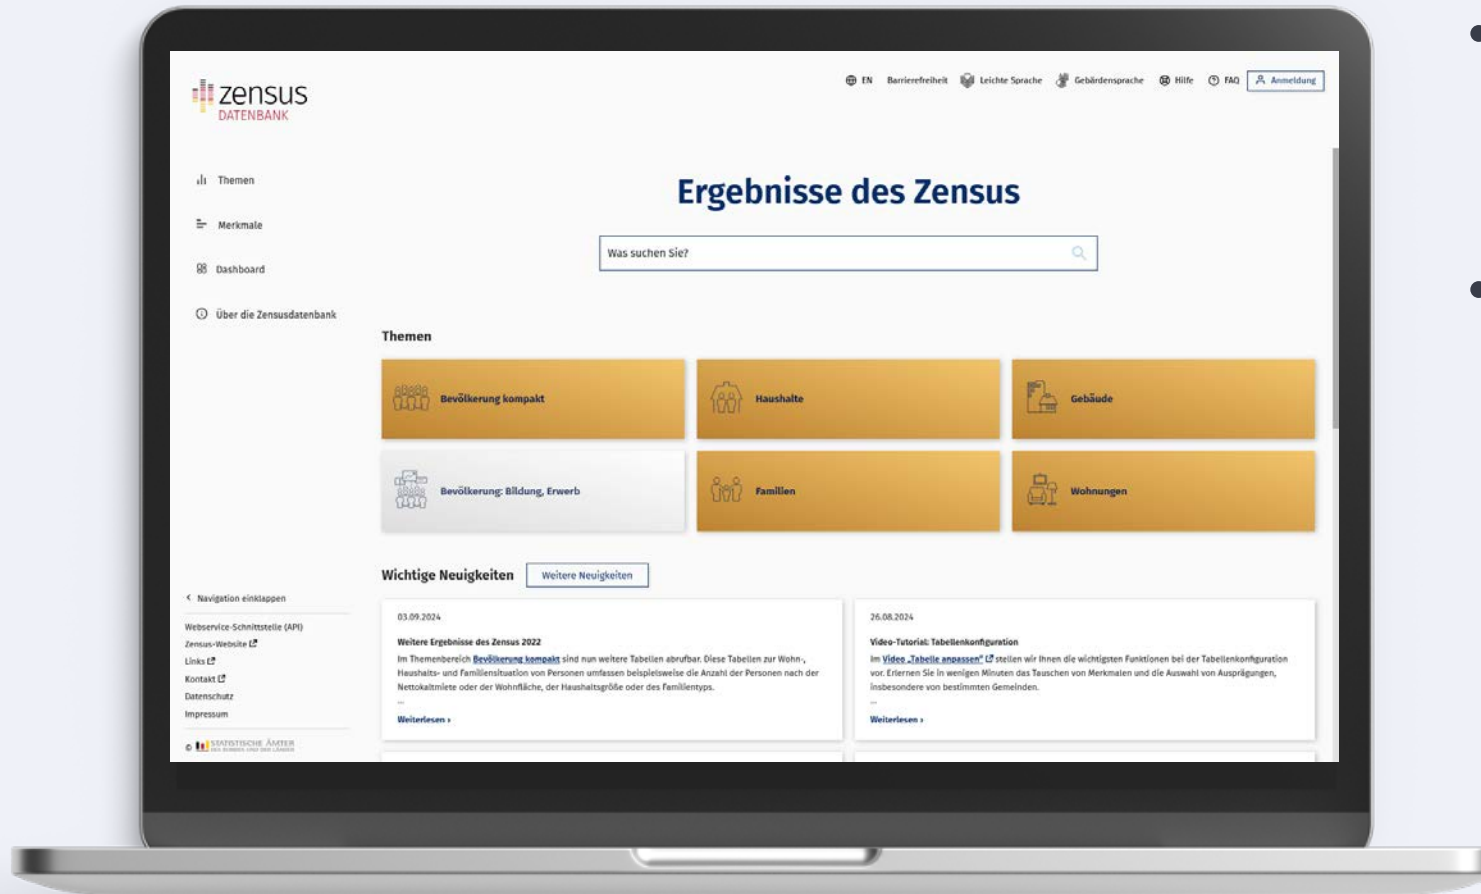 zensus
DATENBANK
EN Barrierefreiheit Leichte Sprache Gebärdensprache Hilfe FAQ Anmeldung
Themen
Merkmale
Dashboard
Über die Zensusdatenbank
Ergebnisse des Zensus
Was suchen Sie?
Themen
Bevölkerung kompakt
Haushalte
Gebäude
Bevölkerung: Bildung, Erwerb
Familien
Wohnungen
Wichtige Neuigkeiten Weitere Neuigkeiten
03.09.2024
Weitere Ergebnisse des Zensus 2022
Im Themenbereich Bevölkerung kompakt sind nun weitere Tabellen abrufbar. Diese Tabellen zur Wohn-,
Haushalts- und Familiensituation von Personen umfassen beispielsweise die Anzahl der Personen nach der
Nettokaltmiete oder der Wohnfläche, der Haushaltsgröße oder des Familientyps.
...
Weiterlesen ›
26.08.2024
Video-Tutorial: Tabellenkonfiguration
Im Video „Tabelle anpassen“ stellen wir Ihnen die wichtigsten Funktionen bei der Tabellenkonfiguration
vor. Erlernen Sie in wenigen Minuten das Tauschen von Merkmalen und die Auswahl von Ausprägungen,
insbesondere von bestimmten Gemeinden.
...
Weiterlesen ›
Navigation einklappen
Webservice-Schnittstelle (API)
Zensus-Website
Links
Kontakt
Datenschutz
Impressum
© STATISTISCHE ÄMTER
DES BUNDES UND DER LÄNDER